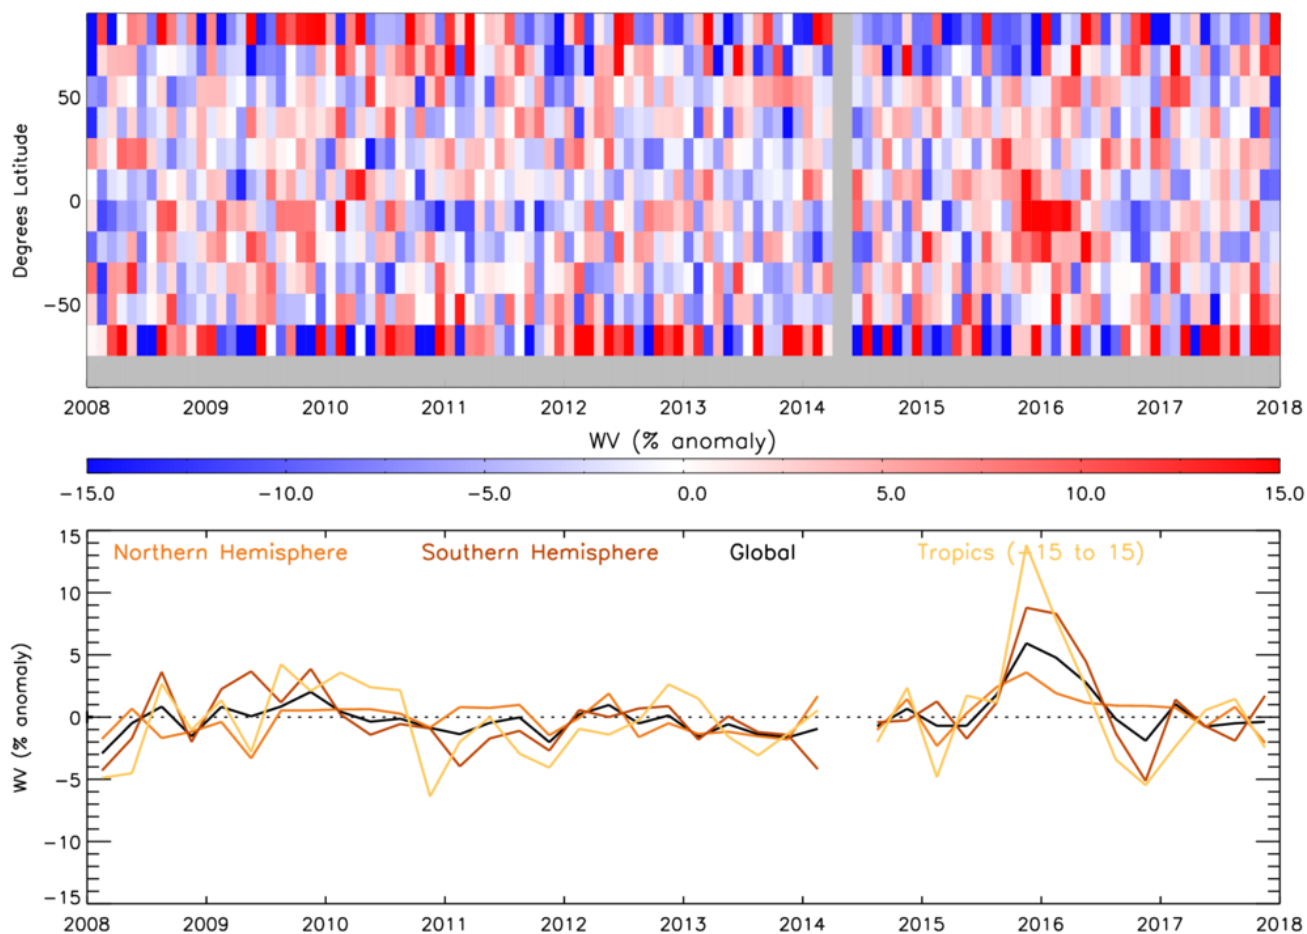 50
0
−50
Degrees Latitude
2008 2009 2010 2011 2012 2013 2014 2015 2016 2017 2018
WV (% anomaly)
−15.0 −10.0 −5.0 0.0 5.0 10.0 15.0
15
10
5
0
−5
−10
−15
WV (% anomaly)
Northern Hemisphere Southern Hemisphere Global Tropics (−15 to 15)
2008 2009 2010 2011 2012 2013 2014 2015 2016 2017 2018